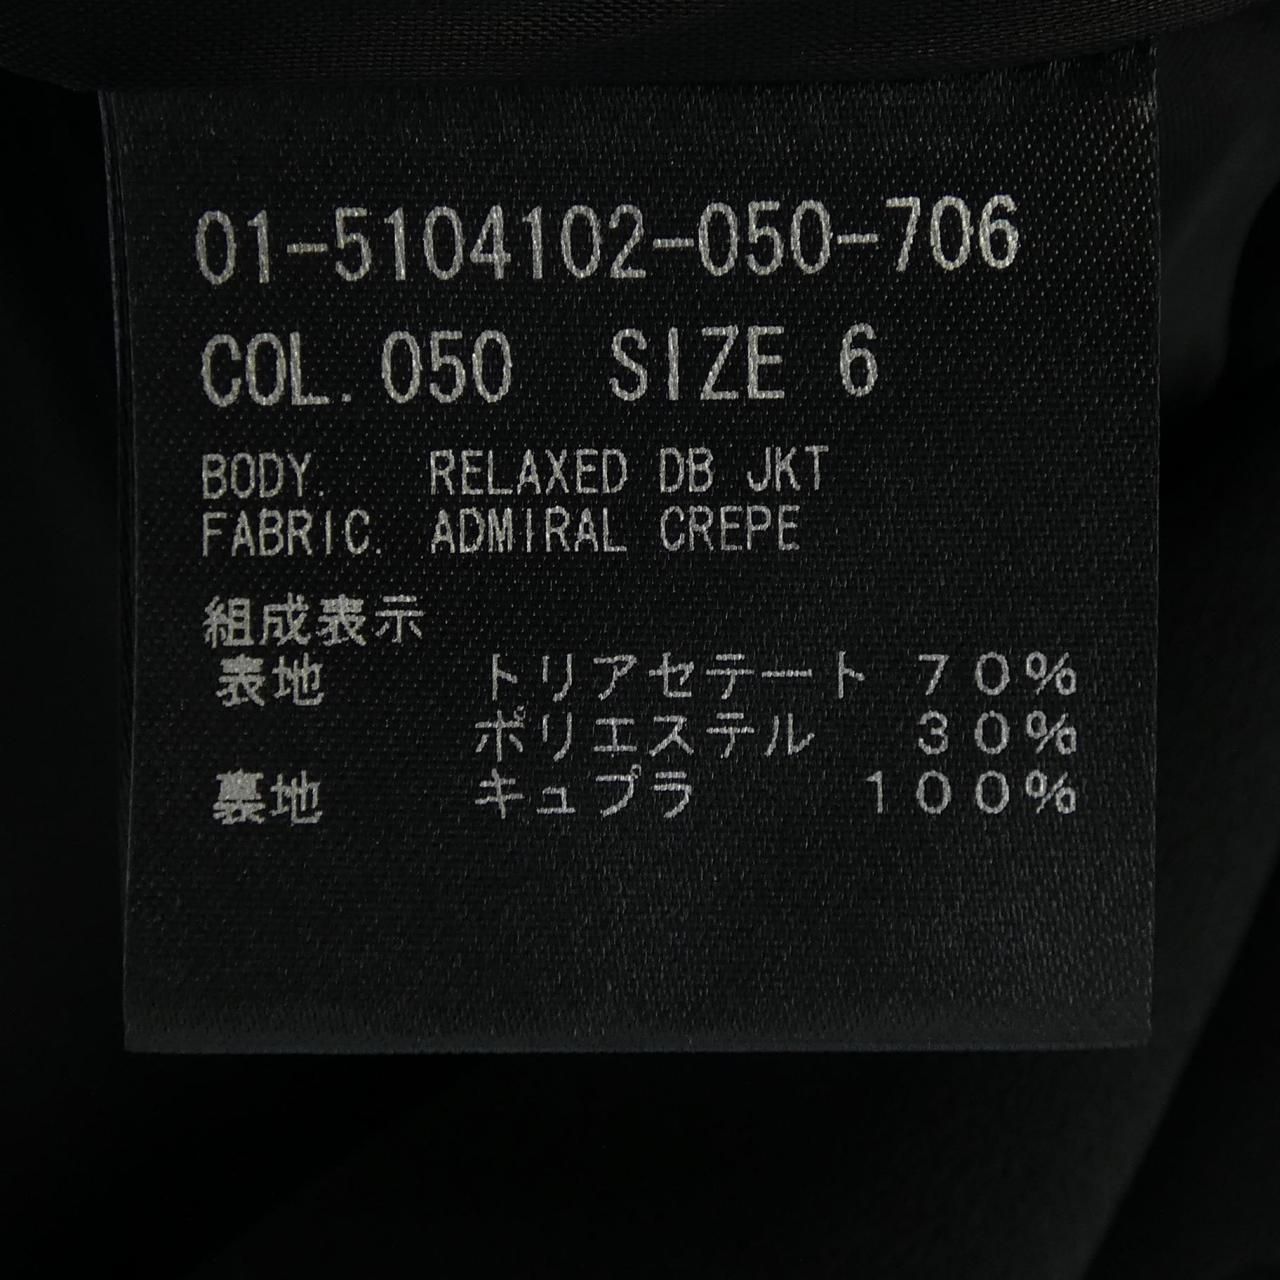 01-5104102-050-706
COL. 050 SIZE 6
BODY. RELAXED DB JKT
FABRIC. ADMIRAL CREPE
組成表示
表地 トリアセテート 70%
ポリエステル 30%
裏地 キュプラ 100%